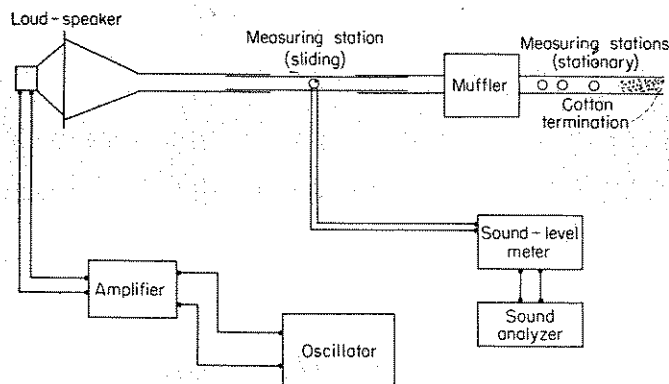 Loud-speaker
Measuring station
(sliding)
Measuring stations
(stationary)
Muffler
Cotton
termination
Sound-level
meter
Amplifier
Sound
analyzer
Oscillator